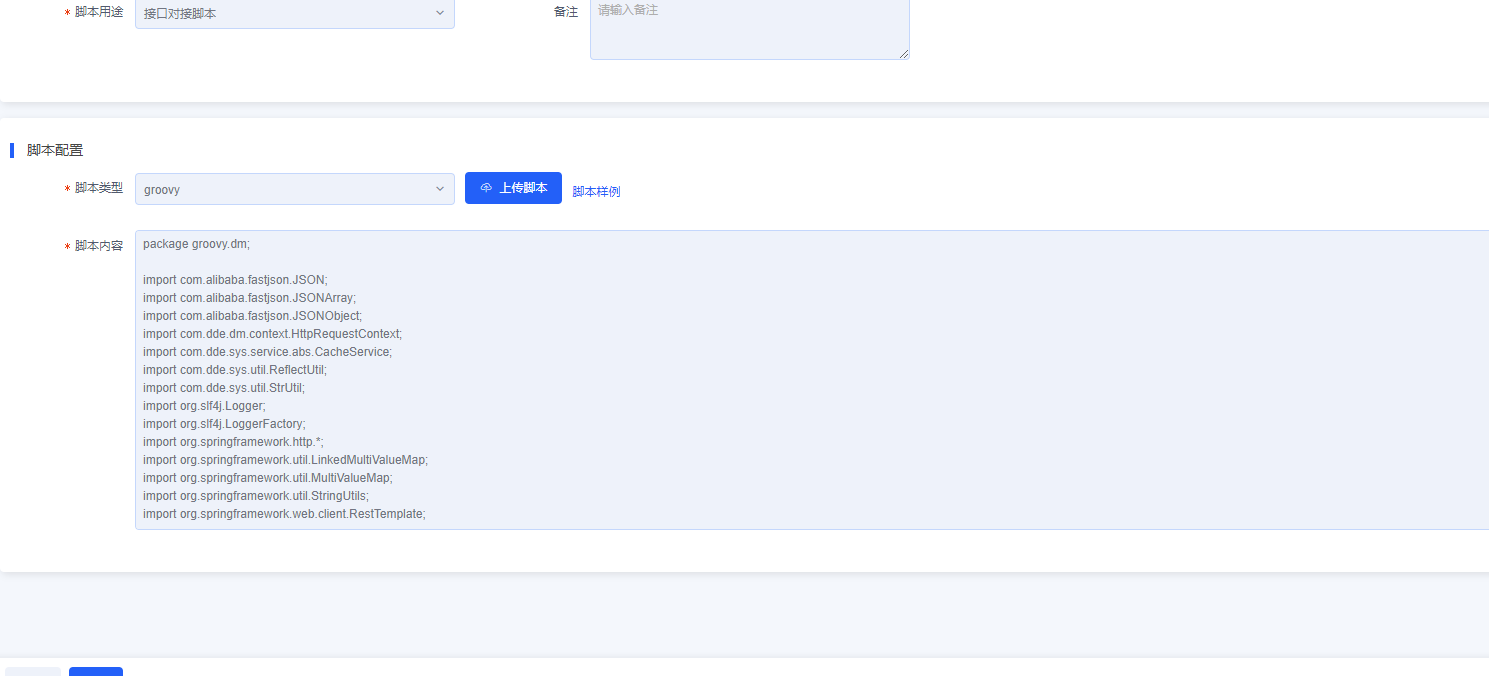 * 脚本用途 接口对接脚本 备注 请输入备注
脚本配置
* 脚本类型 groovy 上传脚本 脚本样例
* 脚本内容 package groovy.dm;
import com.alibaba.fastjson.JSON;
import com.alibaba.fastjson.JSONArray;
import com.alibaba.fastjson.JSONObject;
import com.dde.dm.context.HttpRequestContext;
import com.dde.sys.service.abs.CacheService;
import com.dde.sys.util.ReflectUtil;
import com.dde.sys.util.StrUtil;
import org.slf4j.Logger;
import org.slf4j.LoggerFactory;
import org.springframework.http.*;
import org.springframework.util.LinkedMultiValueMap;
import org.springframework.util.MultiValueMap;
import org.springframework.util.StringUtils;
import org.springframework.web.client.RestTemplate;